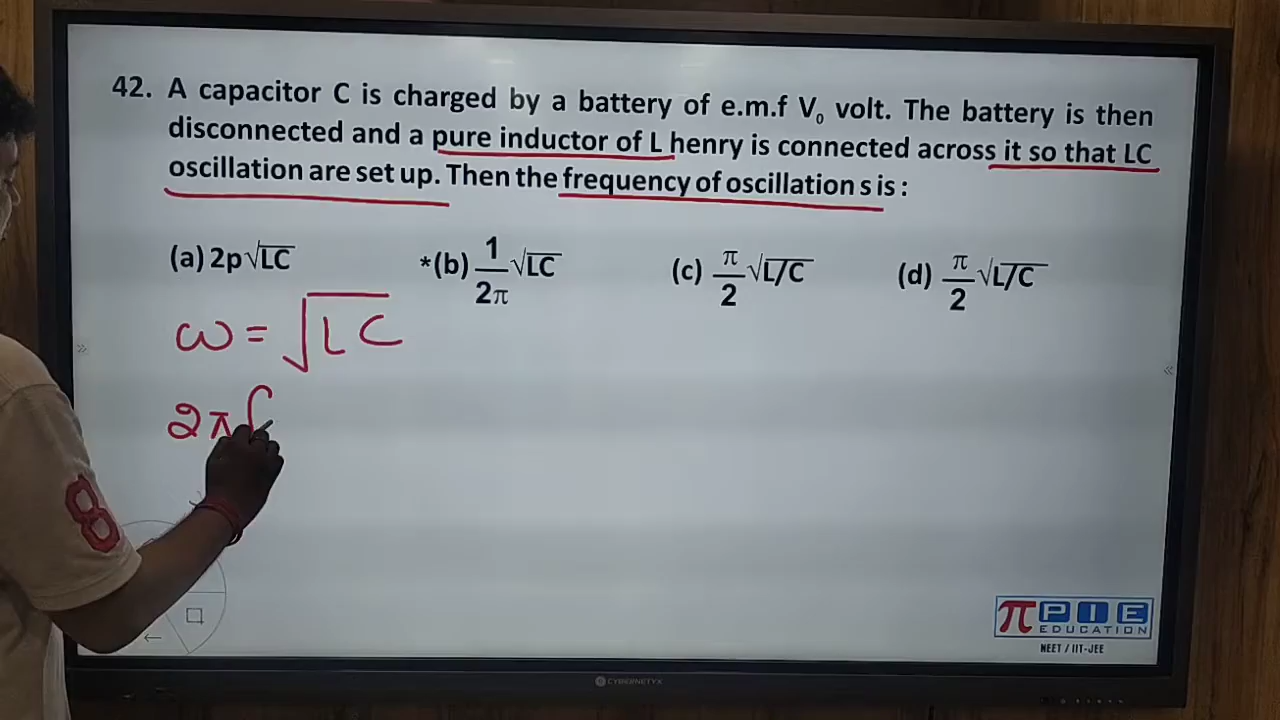 42. A capacitor C is charged by a battery of e.m.f V₀ volt. The battery is then
disconnected and a pure inductor of L henry is connected across it so that LC
oscillation are set up. Then the frequency of oscillation s is :
(a) 2p√LC *(b) 1/2π √LC (c) π/2 √L/C (d) π/2 √L/C
ω = √LC
2π f
8
π PIE
EDUCATION
NEET / IIT-JEE
CYBERNETYX